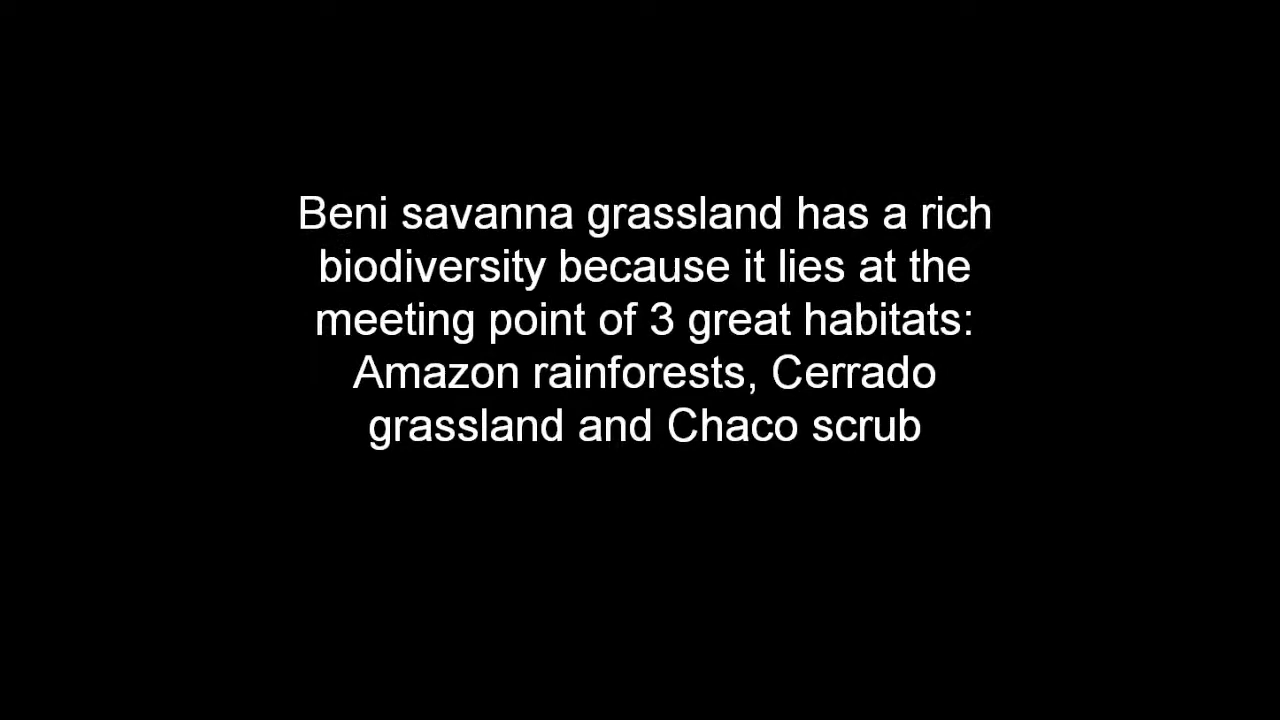 Beni savanna grassland has a rich
biodiversity because it lies at the
meeting point of 3 great habitats:
Amazon rainforests, Cerrado
grassland and Chaco scrub